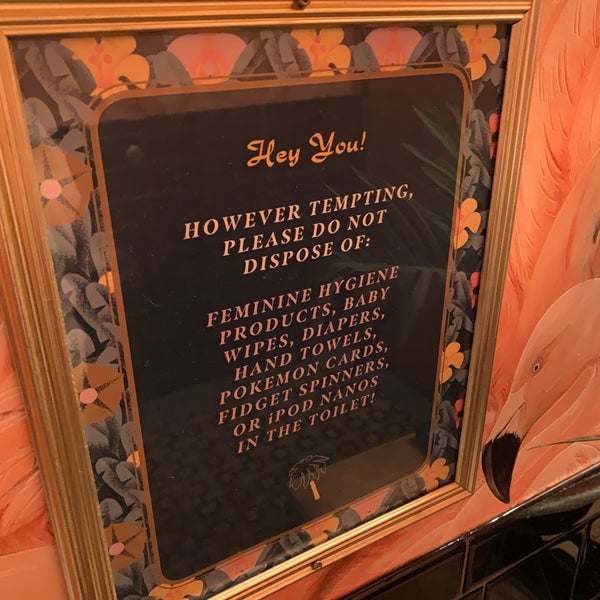 Hey You!
HOWEVER TEMPTING,
PLEASE DO NOT
DISPOSE OF:
FEMININE HYGIENE
PRODUCTS, BABY
WIPES, DIAPERS,
HAND TOWELS,
POKEMON CARDS,
FIDGET SPINNERS,
OR iPOD NANOS
IN THE TOILET!